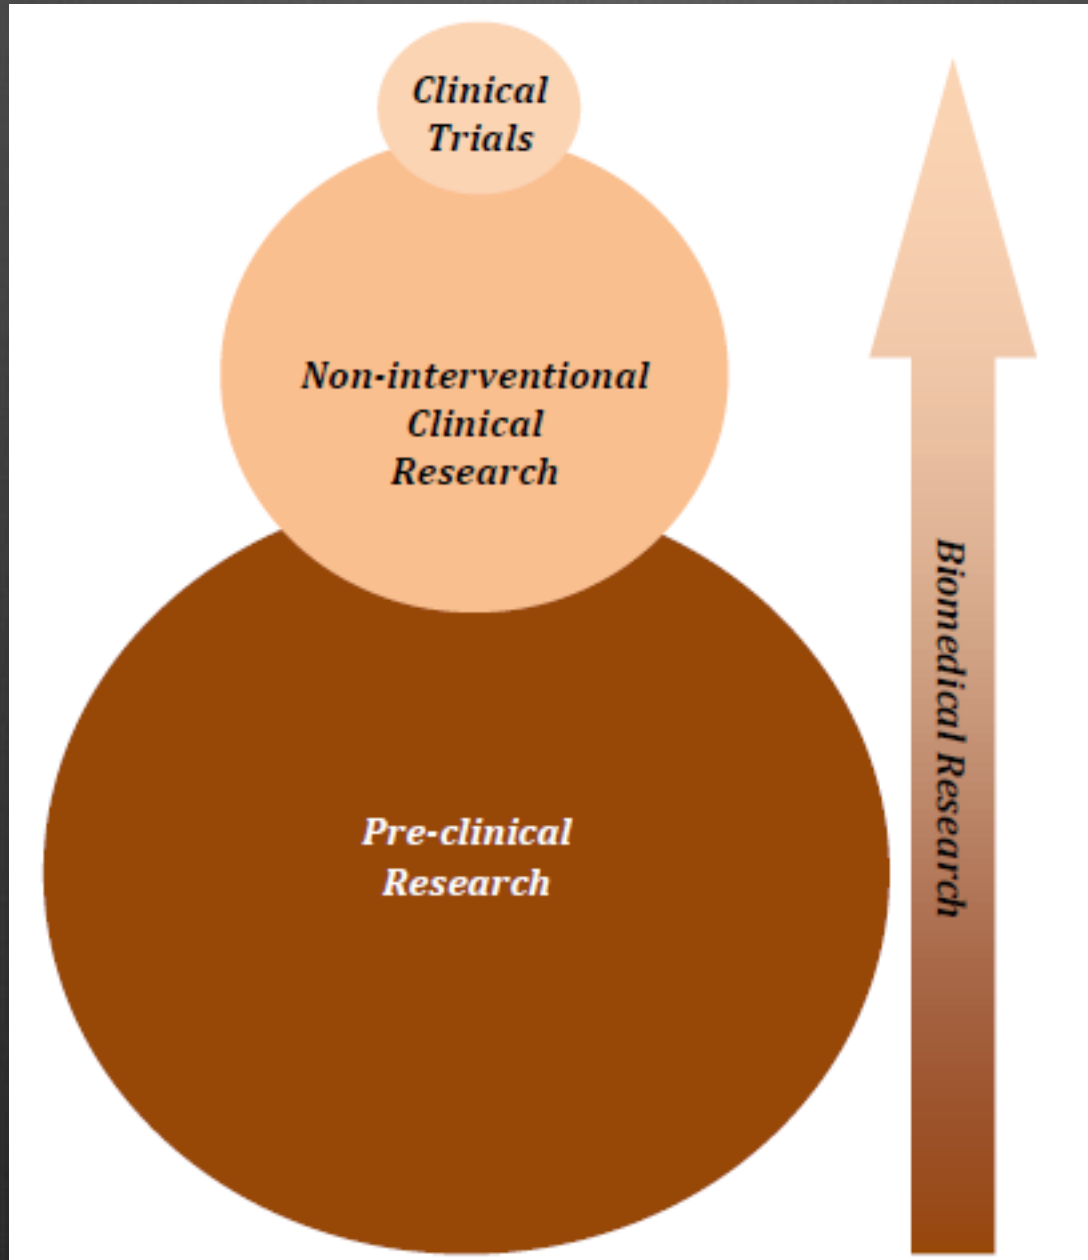 Clinical
Trials
Non-interventional
Clinical
Research
Pre-clinical
Research
Biomedical Research